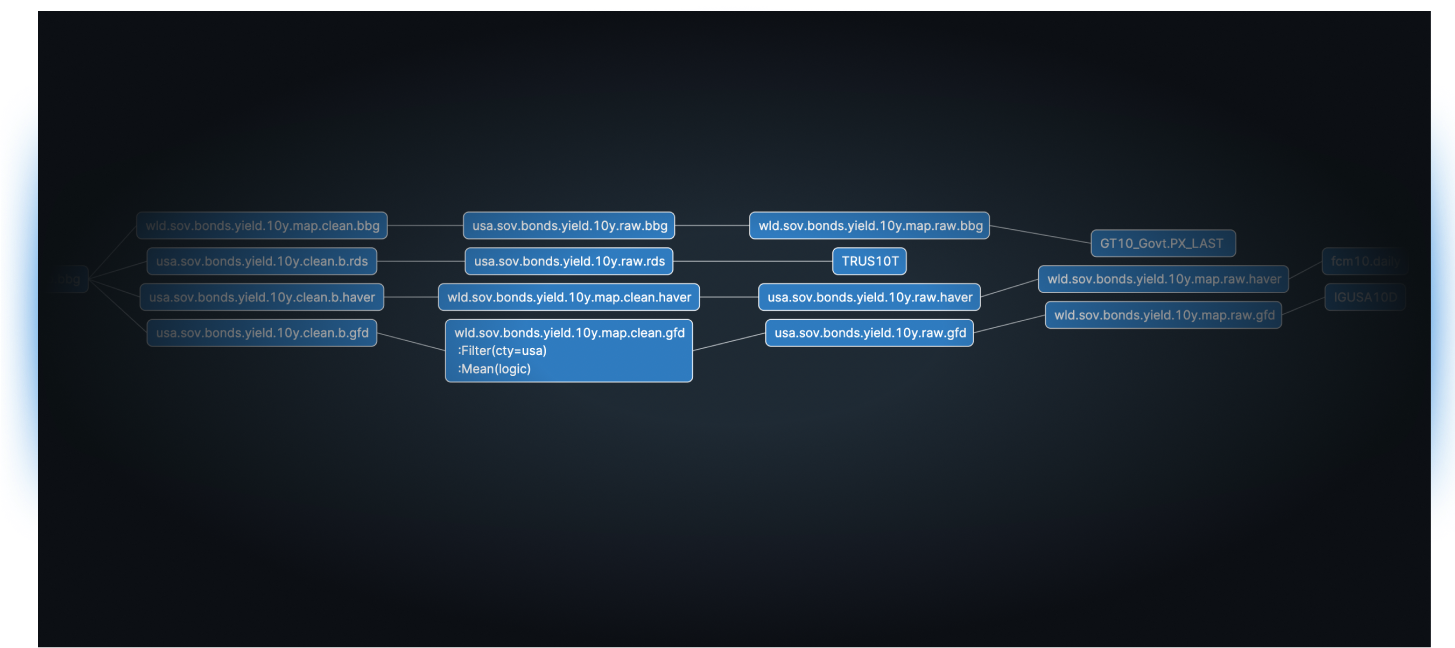 wld.sov.bonds.yield.10y.map.clean.bbg
usa.sov.bonds.yield.10y.raw.bbg
wld.sov.bonds.yield.10y.map.raw.bbg
GT10_Govt.PX_LAST
usa.sov.bonds.yield.10y.clean.b.rds
usa.sov.bonds.yield.10y.raw.rds
TRUS10T
fcm10.daily
usa.sov.bonds.yield.10y.clean.b.haver
wld.sov.bonds.yield.10y.map.clean.haver
usa.sov.bonds.yield.10y.raw.haver
wld.sov.bonds.yield.10y.map.raw.haver
IGUSA10D
usa.sov.bonds.yield.10y.clean.b.gfd
wld.sov.bonds.yield.10y.map.clean.gfd
:Filter(cty=usa)
:Mean(logic)
usa.sov.bonds.yield.10y.raw.gfd
wld.sov.bonds.yield.10y.map.raw.gfd